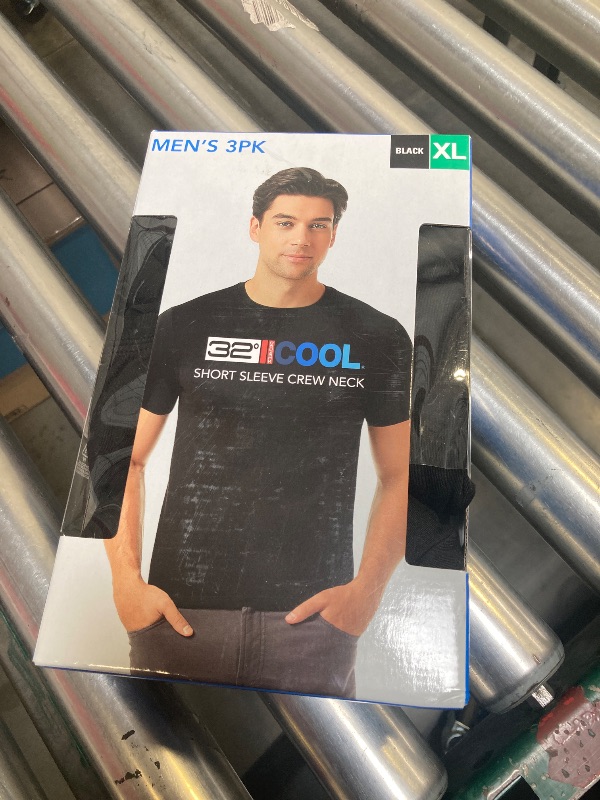 MEN'S 3PK
BLACK XL
32° COOL
SHORT SLEEVE CREW NECK